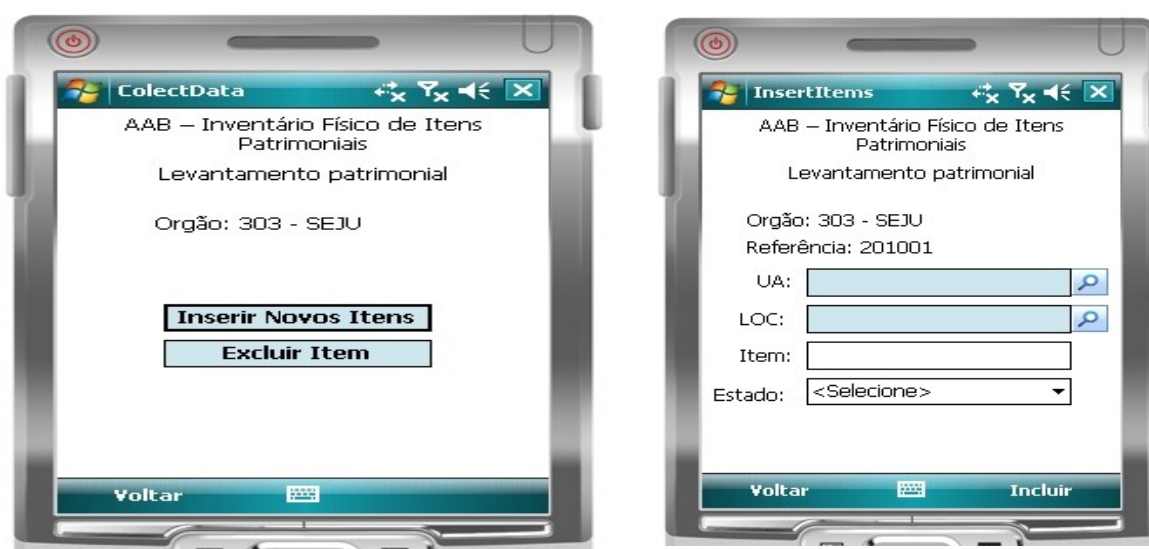 ColectData
AAB – Inventário Físico de Itens
Patrimoniais
Levantamento patrimonial
Orgão: 303 - SEJU
Inserir Novos Itens
Excluir Item
Voltar
InsertItems
AAB – Inventário Físico de Itens
Patrimoniais
Levantamento patrimonial
Orgão: 303 - SEJU
Referência: 201001
UA:
LOC:
Item:
Estado: <Selecione>
Voltar Incluir